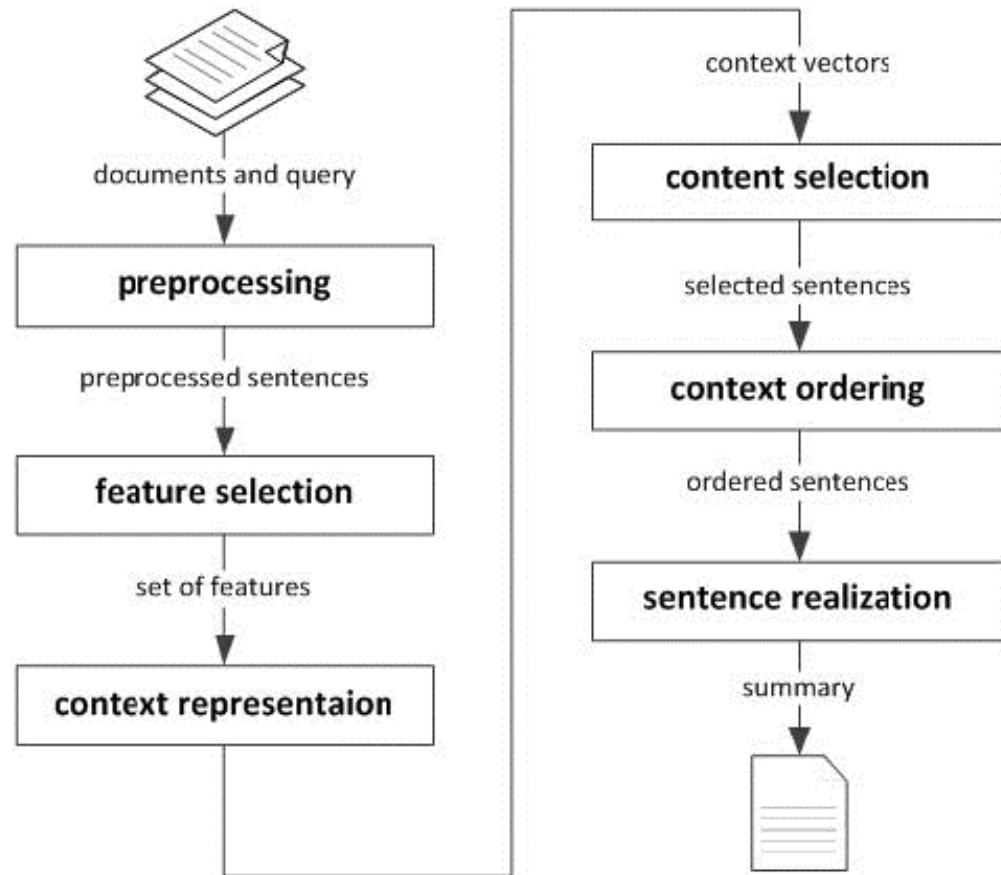 documents and query
preprocessing
preprocessed sentences
feature selection
set of features
context representaion
context vectors
content selection
selected sentences
context ordering
ordered sentences
sentence realization
summary